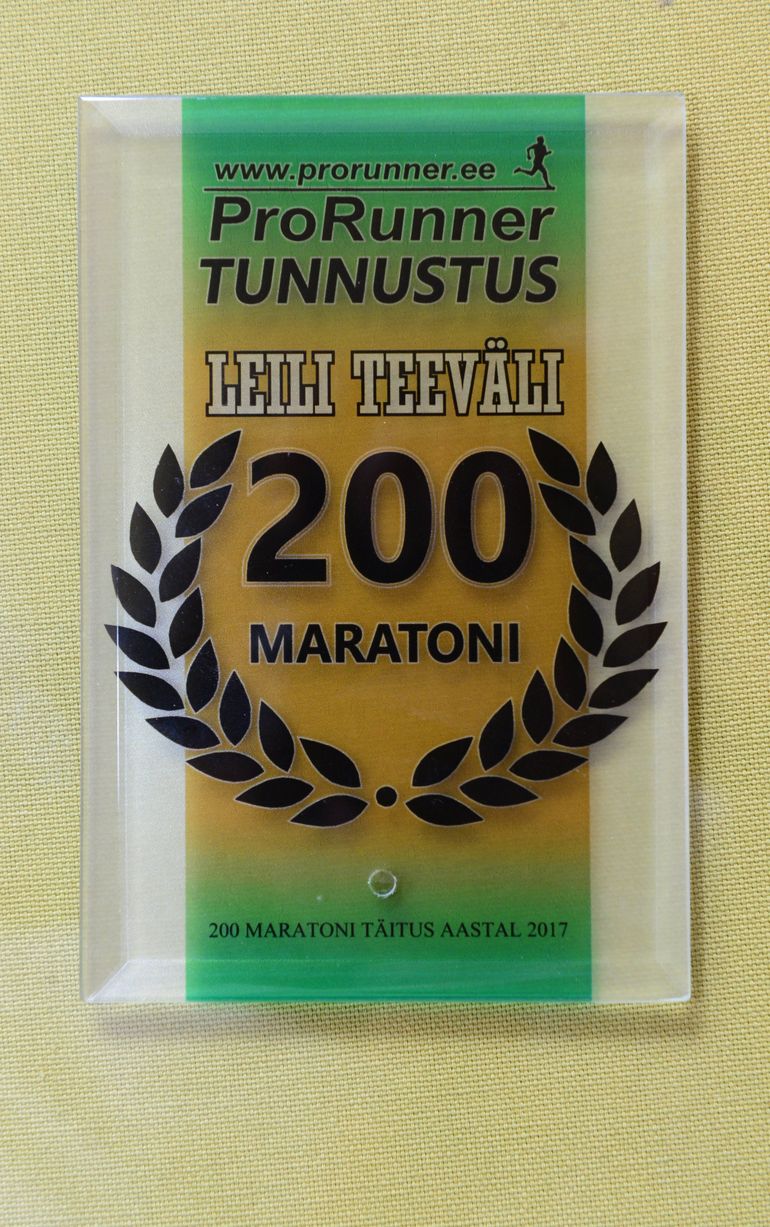 www.prorunner.ee
ProRunner
TUNNUSTUS
LEILI TEEVÄLI
200
MARATONI
200 MARATONI TÄITUS AASTAL 2017